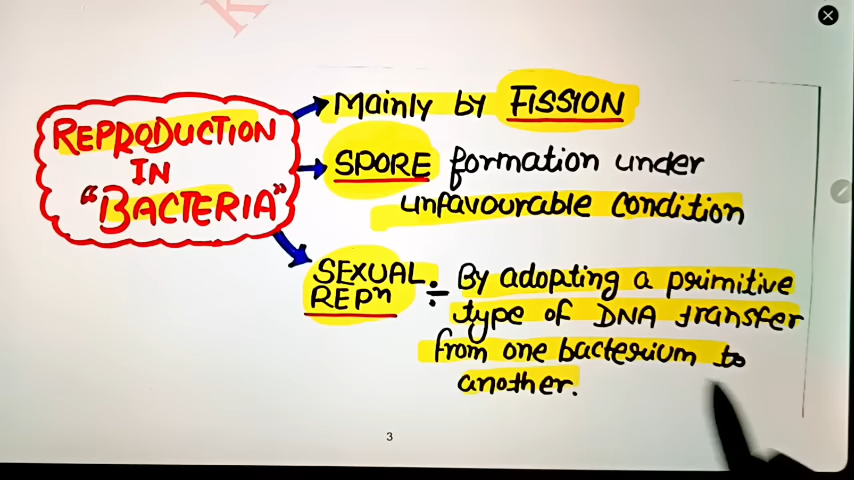 K
REPRODUCTION
IN
"BACTERIA"
Mainly by FISSION
SPORE formation under
unfavourable condition
SEXUAL
REPⁿ ÷ By adopting a primitive
type of DNA transfer
from one bacterium to
another.
3